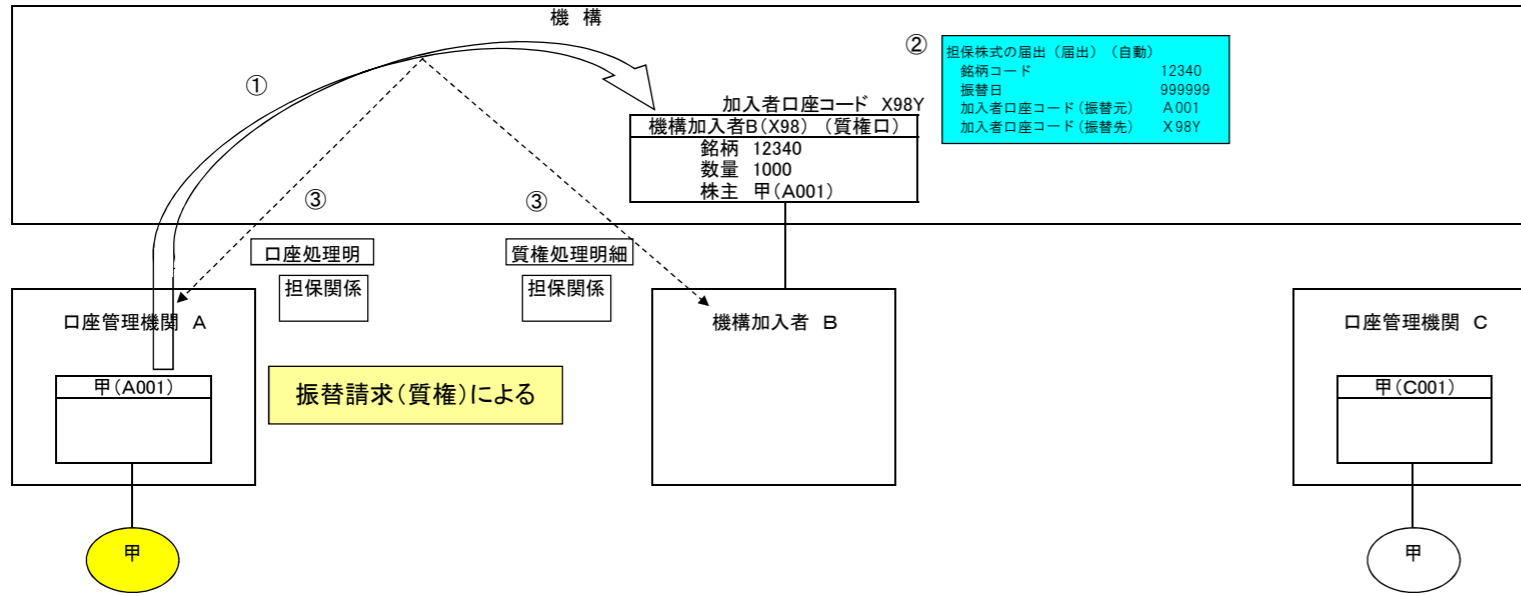 機 構
①
②
担保株式の届出（届出）（自動）
銘柄コード 12340
振替日 999999
加入者口座コード（振替元） A001
加入者口座コード（振替先） X98Y
加入者口座コード X98Y
機構加入者B（X98）（質権口）
銘柄 12340
数量 1000
株主 甲（A001）
③
③
口座処理明
質権処理明細
担保関係
担保関係
口座管理機関 A
機構加入者 B
口座管理機関 C
甲（A001）
振替請求（質権）による
甲（C001）
甲
甲